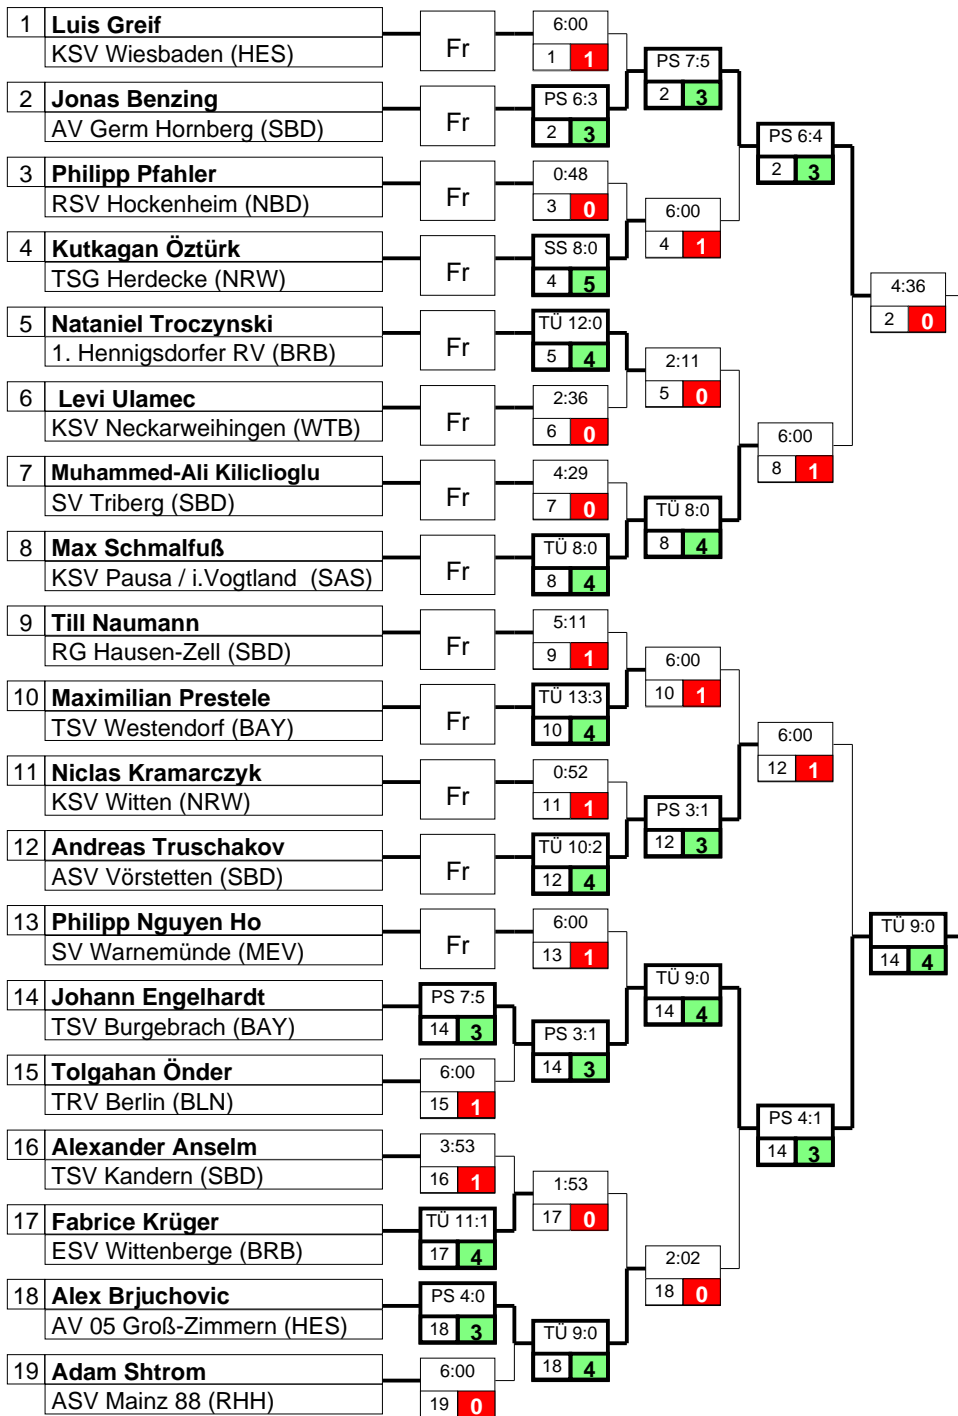 1 Luis Greif
KSV Wiesbaden (HES)
Fr
6:00
1 1
PS 7:5
2 3
2 Jonas Benzing
AV Germ Hornberg (SBD)
Fr
PS 6:3
2 3
PS 6:4
2 3
3 Philipp Pfahler
RSV Hockenheim (NBD)
Fr
0:48
3 0
6:00
4 1
4 Kutkagan Öztürk
TSG Herdecke (NRW)
Fr
SS 8:0
4 5
4:36
2 0
5 Nataniel Troczynski
1. Hennigsdorfer RV (BRB)
Fr
TÜ 12:0
5 4
2:11
5 0
6 Levi Ulamec
KSV Neckarweihingen (WTB)
Fr
2:36
6 0
6:00
8 1
7 Muhammed-Ali Kiliclioglu
SV Triberg (SBD)
Fr
4:29
7 0
TÜ 8:0
8 4
8 Max Schmalfuß
KSV Pausa / i.Vogtland (SAS)
Fr
TÜ 8:0
8 4
9 Till Naumann
RG Hausen-Zell (SBD)
Fr
5:11
9 1
6:00
10 1
10 Maximilian Prestele
TSV Westendorf (BAY)
Fr
TÜ 13:3
10 4
6:00
12 1
11 Niclas Kramarczyk
KSV Witten (NRW)
Fr
0:52
11 1
PS 3:1
12 3
12 Andreas Truschakov
ASV Vörstetten (SBD)
Fr
TÜ 10:2
12 4
13 Philipp Nguyen Ho
SV Warnemünde (MEV)
Fr
6:00
13 1
TÜ 9:0
14 4
TÜ 9:0
14 4
14 Johann Engelhardt
TSV Burgebrach (BAY)
PS 7:5
14 3
PS 3:1
14 3
15 Tolgahan Önder
TRV Berlin (BLN)
6:00
15 1
PS 4:1
14 3
16 Alexander Anselm
TSV Kandern (SBD)
3:53
16 1
1:53
17 0
17 Fabrice Krüger
ESV Wittenberge (BRB)
TÜ 11:1
17 4
2:02
18 0
18 Alex Brjuchovic
AV 05 Groß-Zimmern (HES)
PS 4:0
18 3
TÜ 9:0
18 4
19 Adam Shtrom
ASV Mainz 88 (RHH)
6:00
19 0